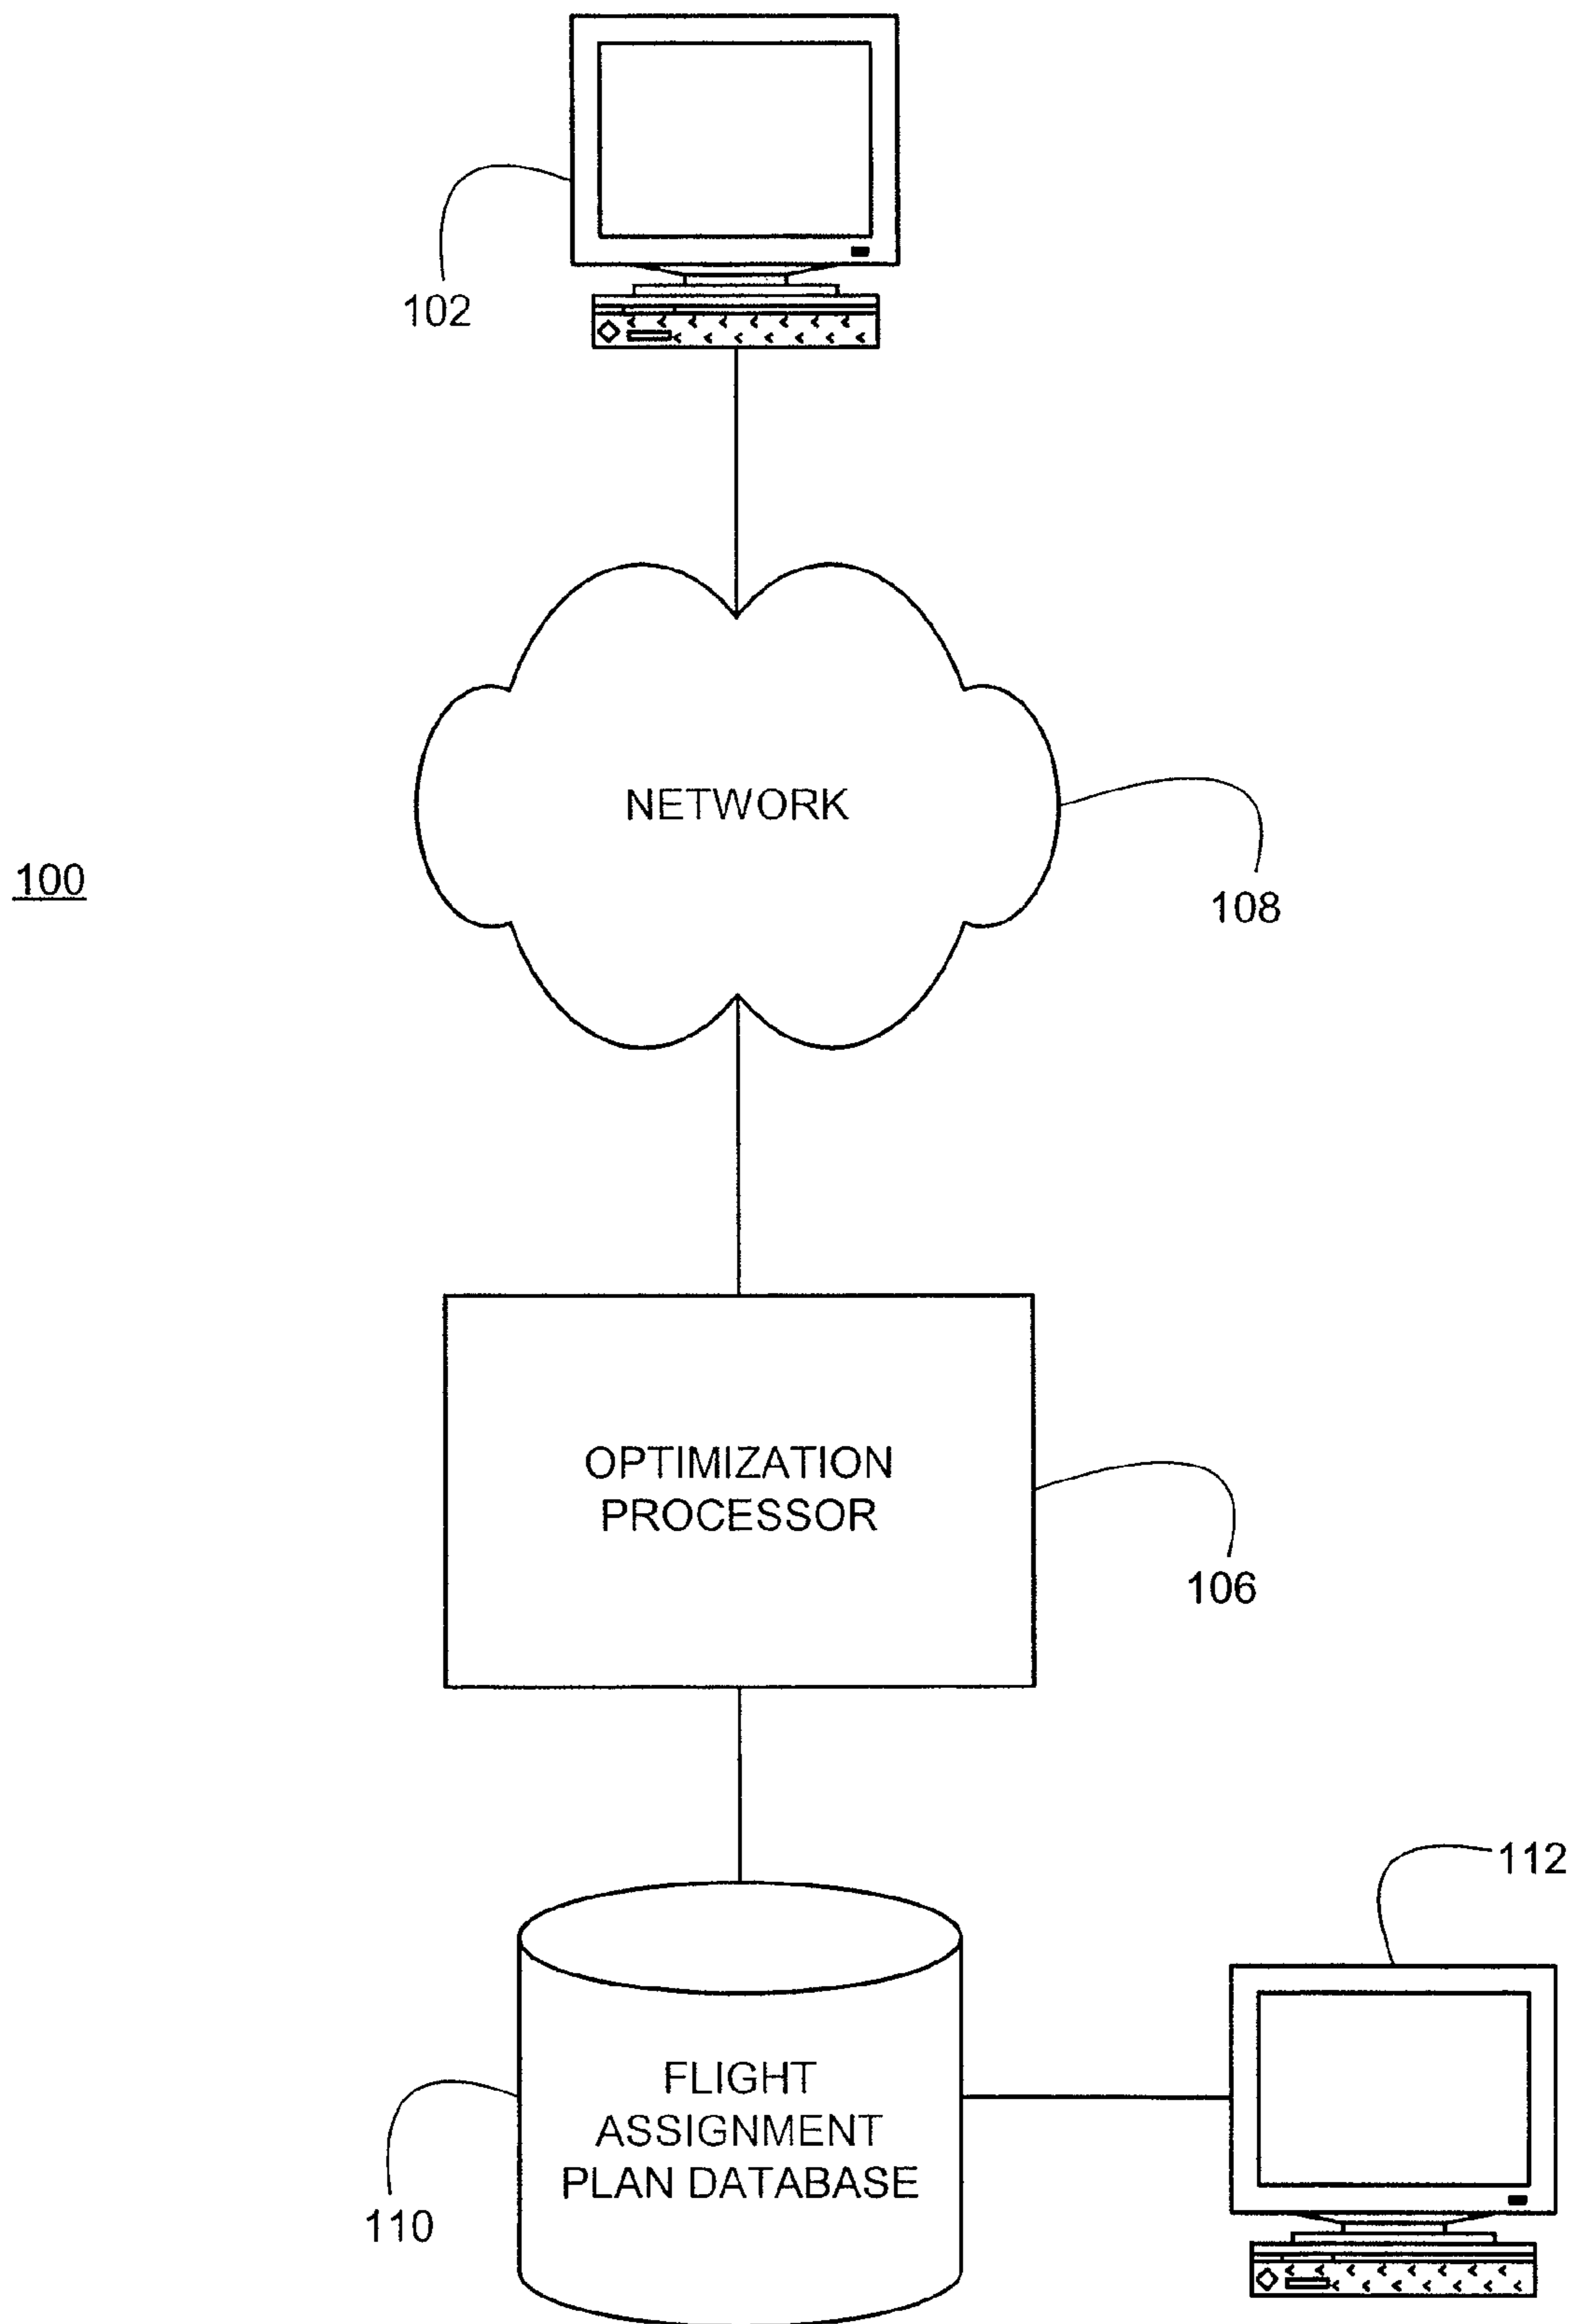 102
NETWORK
100
108
OPTIMIZATION
PROCESSOR
106
112
FLIGHT
ASSIGNMENT
PLAN DATABASE
110